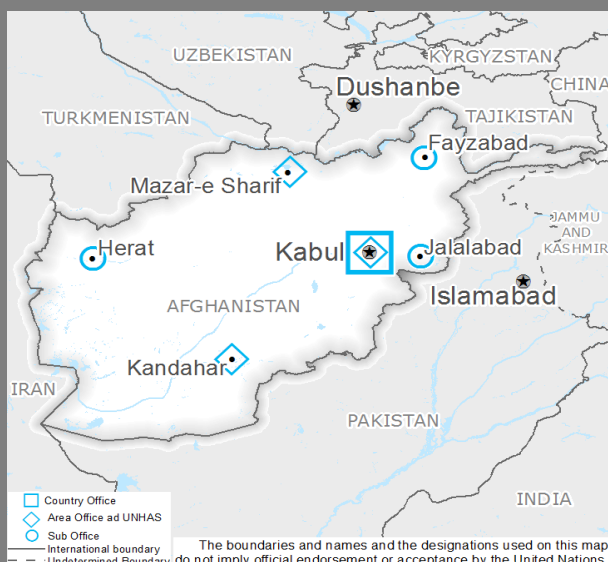 UZBEKISTAN
KYRGYZSTAN
CHINA
Dushanbe
TURKMENISTAN
TAJIKISTAN
Fayzabad
Mazar-e Sharif
JAMMU
AND
KASHMIR
Herat
Kabul
Jalalabad
Islamabad
AFGHANISTAN
Kandahar
IRAN
PAKISTAN
INDIA
Country Office
Area Office ad UNHAS
Sub Office
International boundary
Undetermined Boundary
The boundaries and names and the designations used on this map
do not imply official endorsement or acceptance by the United Nations